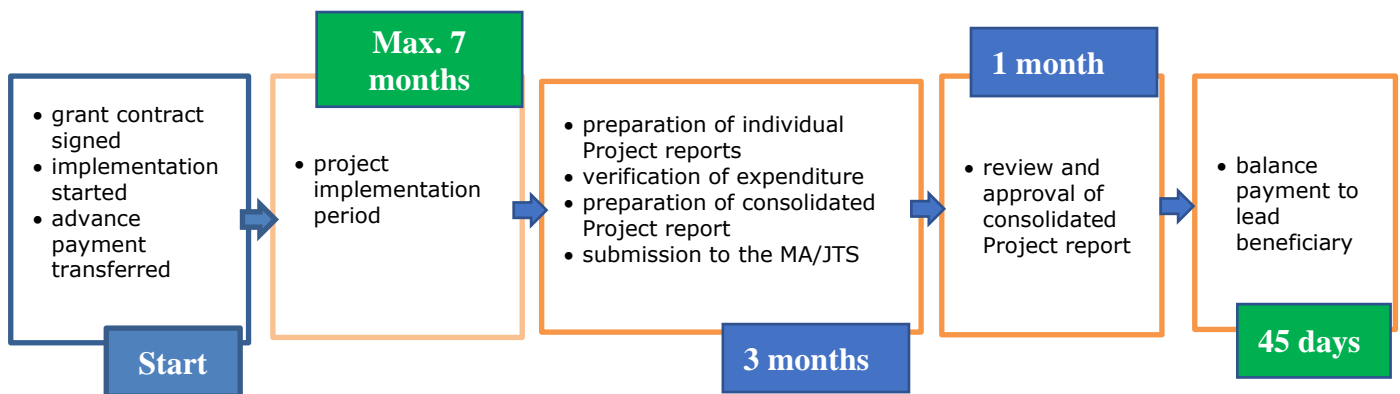 • grant contract
signed
• implementation
started
• advance
payment
transferred
Start
Max. 7
months
• project
implementation
period
• preparation of individual
Project reports
• verification of expenditure
• preparation of consolidated
Project report
• submission to the MA/JTS
3 months
1 month
• review and
approval of
consolidated
Project report
• balance
payment to
lead
beneficiary
45 days